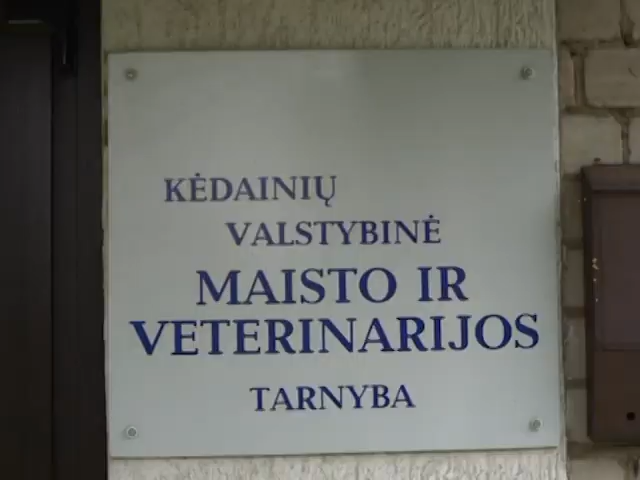 KĖDAINIŲ
VALSTYBINĖ
MAISTO IR
VETERINARIJOS
TARNYBA